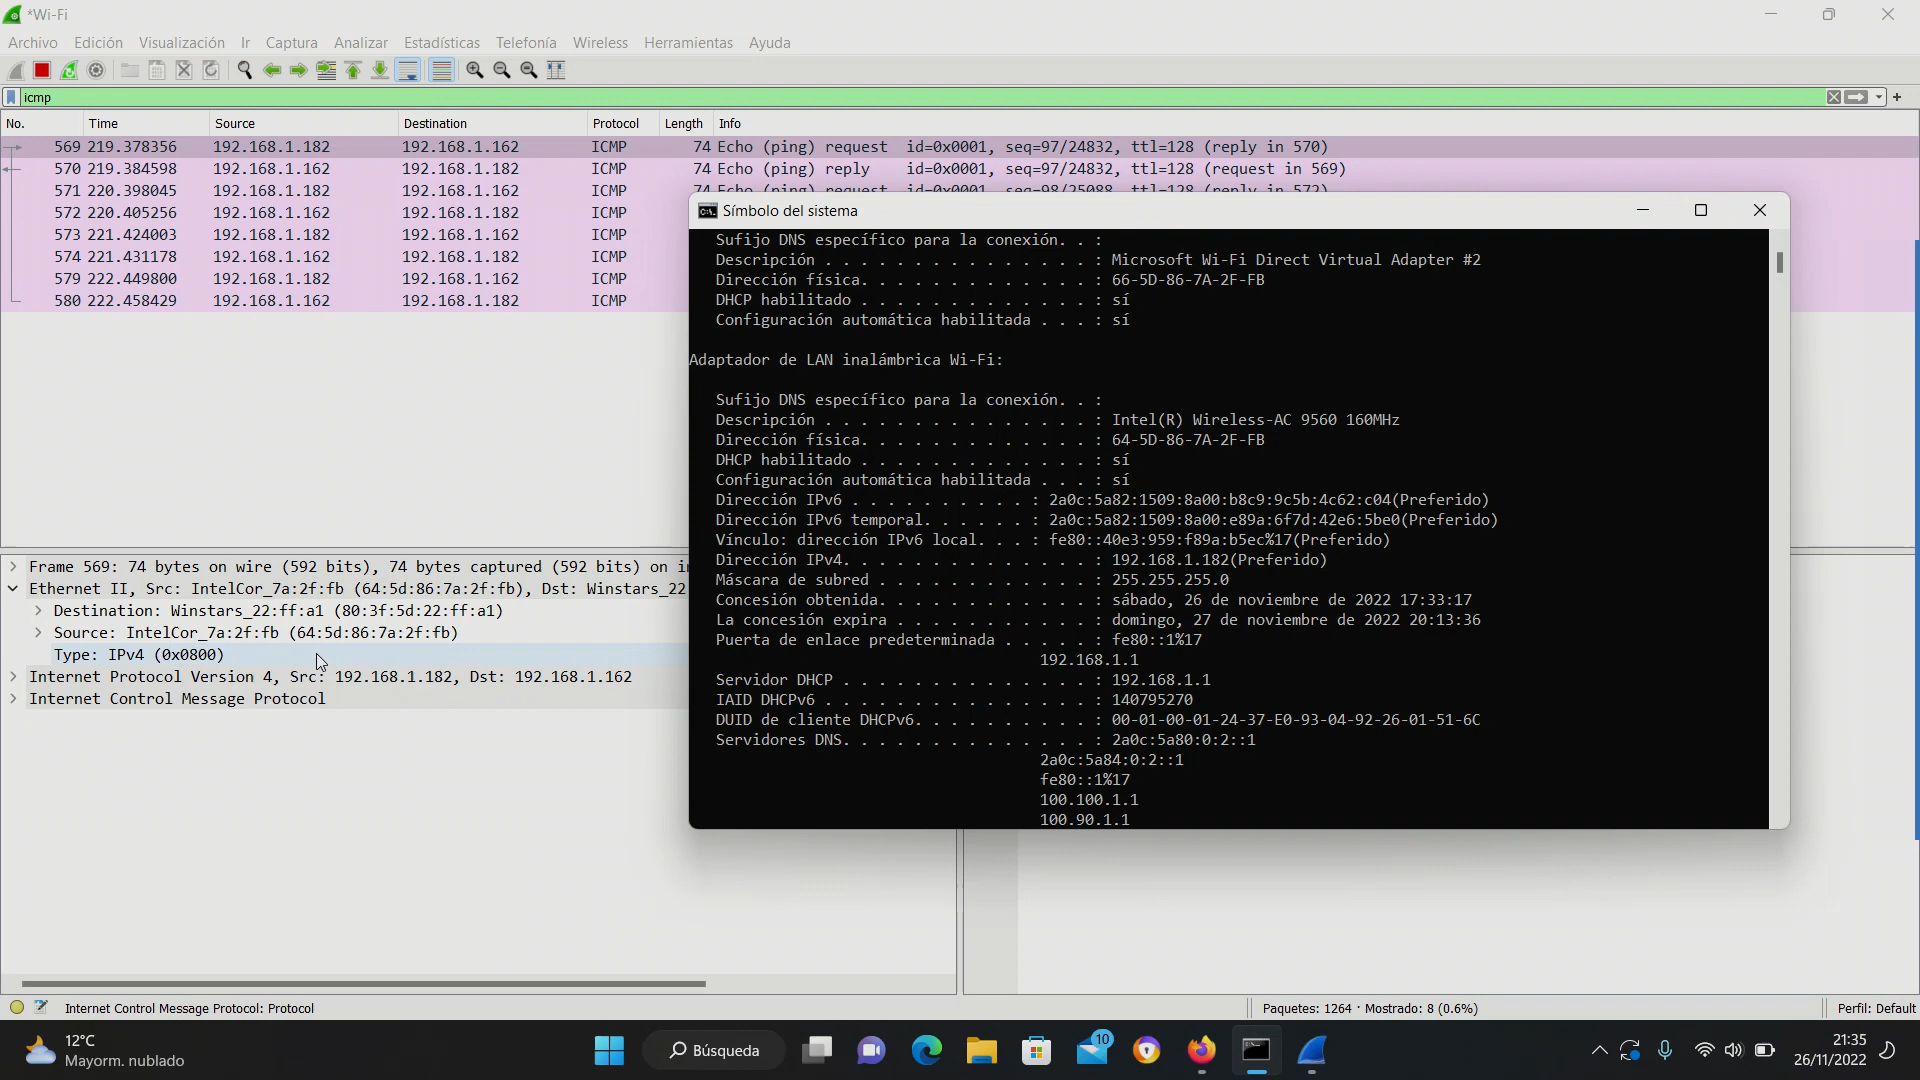 *Wi-Fi
Archivo Edición Visualización Ir Captura Analizar Estadísticas Telefonía Wireless Herramientas Ayuda
icmp
No. Time Source Destination Protocol Length Info
569 219.378356 192.168.1.182 192.168.1.162 ICMP 74 Echo (ping) request id=0x0001, seq=97/24832, ttl=128 (reply in 570)
570 219.384598 192.168.1.162 192.168.1.182 ICMP 74 Echo (ping) reply id=0x0001, seq=97/24832, ttl=128 (request in 569)
571 220.398045 192.168.1.182 192.168.1.162 ICMP 74 Echo (ping) request id=0x0001, seq=98/25088, ttl=128 (reply in 572)
572 220.405256 192.168.1.162 192.168.1.182 ICMP
573 221.424003 192.168.1.182 192.168.1.162 ICMP
574 221.431178 192.168.1.162 192.168.1.182 ICMP
579 222.449800 192.168.1.182 192.168.1.162 ICMP
580 222.458429 192.168.1.162 192.168.1.182 ICMP
Símbolo del sistema
Sufijo DNS específico para la conexión. . :
Descripción . . . . . . . . . . . . . . . : Microsoft Wi-Fi Direct Virtual Adapter #2
Dirección física. . . . . . . . . . . . . : 66-5D-86-7A-2F-FB
DHCP habilitado . . . . . . . . . . . . . : sí
Configuración automática habilitada . . . : sí
Adaptador de LAN inalámbrica Wi-Fi:
Sufijo DNS específico para la conexión. . :
Descripción . . . . . . . . . . . . . . . : Intel(R) Wireless-AC 9560 160MHz
Dirección física. . . . . . . . . . . . . : 64-5D-86-7A-2F-FB
DHCP habilitado . . . . . . . . . . . . . : sí
Configuración automática habilitada . . . : sí
Dirección IPv6 . . . . . . . . . . : 2a0c:5a82:1509:8a00:b8c9:9c5b:4c62:c04(Preferido)
Dirección IPv6 temporal. . . . . . : 2a0c:5a82:1509:8a00:e89a:6f7d:42e6:5be0(Preferido)
Vínculo: dirección IPv6 local. . . : fe80::40e3:959:f89a:b5ec%17(Preferido)
Dirección IPv4. . . . . . . . . . . . . . : 192.168.1.182(Preferido)
Máscara de subred . . . . . . . . . . . . : 255.255.255.0
Concesión obtenida. . . . . . . . . . . . : sábado, 26 de noviembre de 2022 17:33:17
La concesión expira . . . . . . . . . . . : domingo, 27 de noviembre de 2022 20:13:36
Puerta de enlace predeterminada . . . . . : fe80::1%17
192.168.1.1
Servidor DHCP . . . . . . . . . . . . . . : 192.168.1.1
IAID DHCPv6 . . . . . . . . . . . . . . . : 140795270
DUID de cliente DHCPv6. . . . . . . . . . : 00-01-00-01-24-37-E0-93-04-92-26-01-51-6C
Servidores DNS. . . . . . . . . . . . . . : 2a0c:5a80:0:2::1
2a0c:5a84:0:2::1
fe80::1%17
100.100.1.1
100.90.1.1
Frame 569: 74 bytes on wire (592 bits), 74 bytes captured (592 bits) on i
Ethernet II, Src: IntelCor_7a:2f:fb (64:5d:86:7a:2f:fb), Dst: Winstars_22
Destination: Winstars_22:ff:a1 (80:3f:5d:22:ff:a1)
Source: IntelCor_7a:2f:fb (64:5d:86:7a:2f:fb)
Type: IPv4 (0x0800)
Internet Protocol Version 4, Src: 192.168.1.182, Dst: 192.168.1.162
Internet Control Message Protocol
Internet Control Message Protocol: Protocol
Paquetes: 1264 · Mostrado: 8 (0.6%)
Perfil: Default
12°C
Mayorm. nublado
Búsqueda
10
21:35
26/11/2022